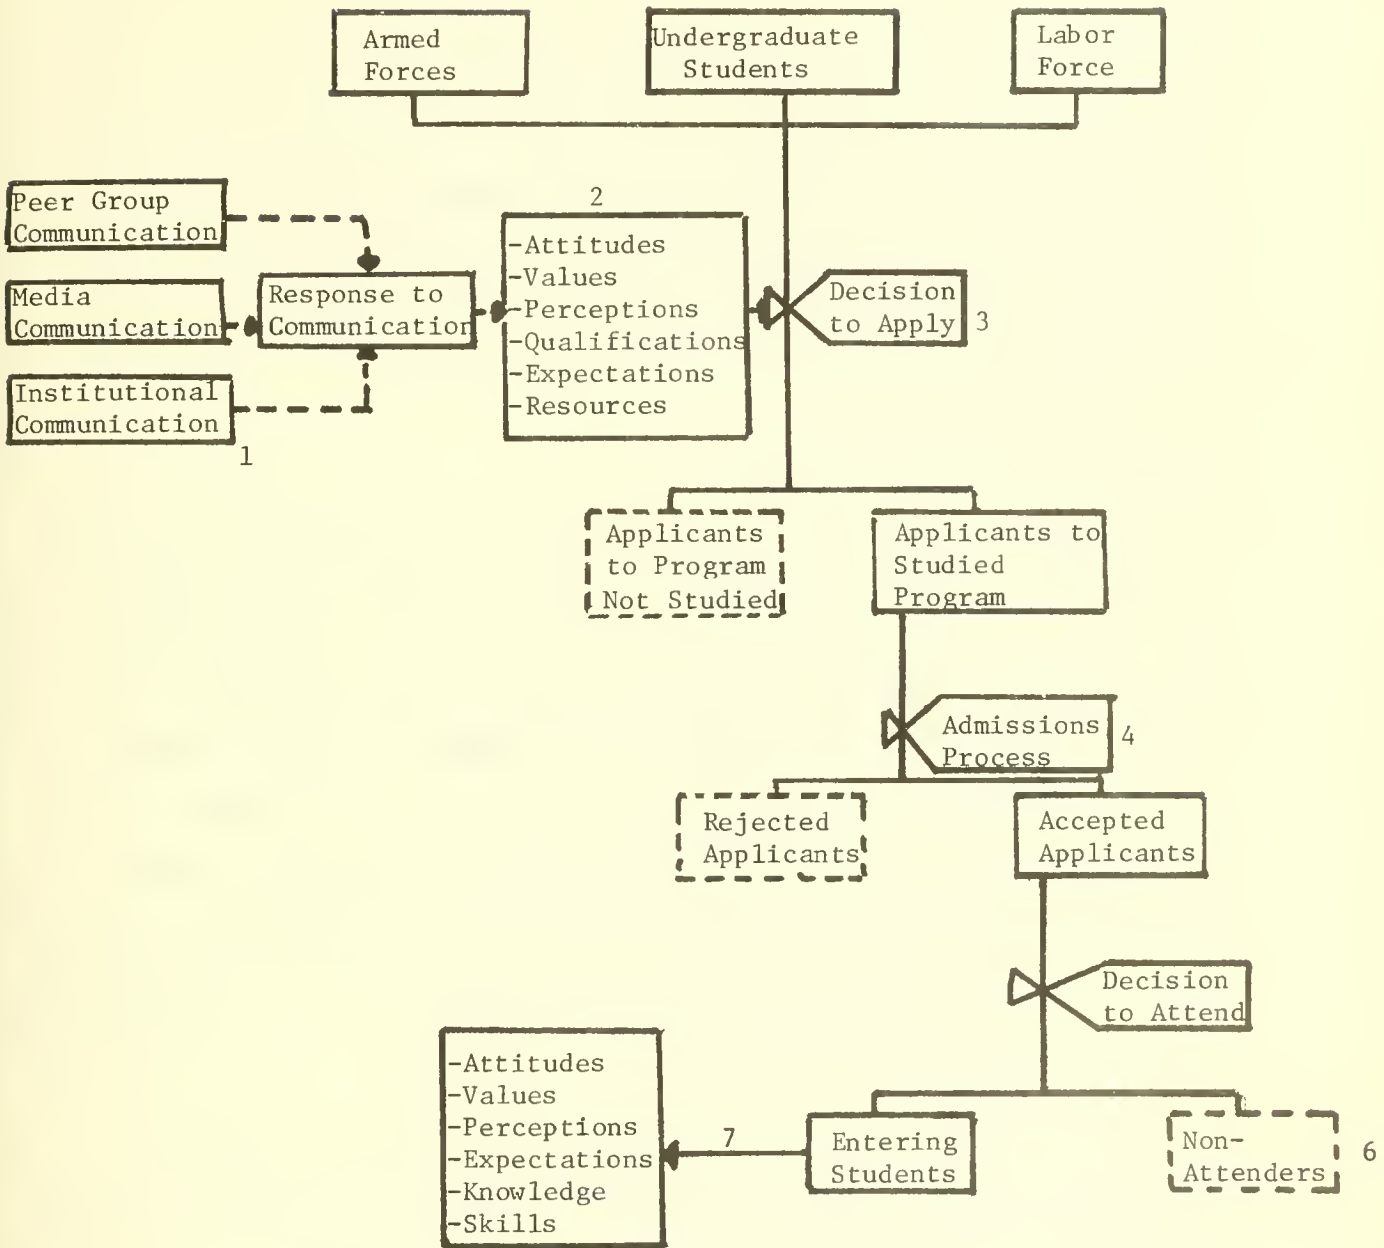 Armed
Forces
Undergraduate
Students
Labor
Force
Peer Group
Communication
Media
Communication
Institutional
Communication
1
Response to
Communication
2
-Attitudes
-Values
-Perceptions
-Qualifications
-Expectations
-Resources
Decision
to Apply
3
Applicants
to Program
Not Studied
Applicants to
Studied
Program
Admissions
Process
4
Rejected
Applicants
Accepted
Applicants
Decision
to Attend
-Attitudes
-Values
-Perceptions
-Expectations
-Knowledge
-Skills
7
Entering
Students
Non-
Attenders
6